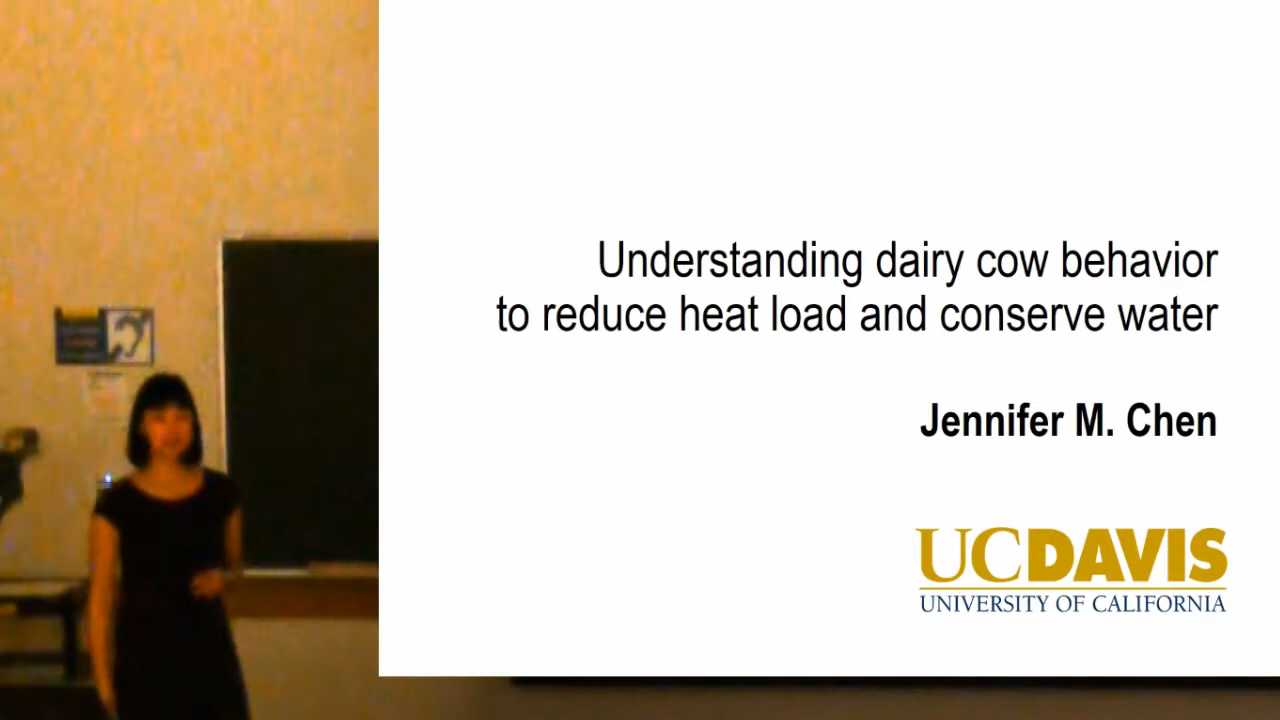 Understanding dairy cow behavior
to reduce heat load and conserve water
Jennifer M. Chen
UCDAVIS
UNIVERSITY OF CALIFORNIA